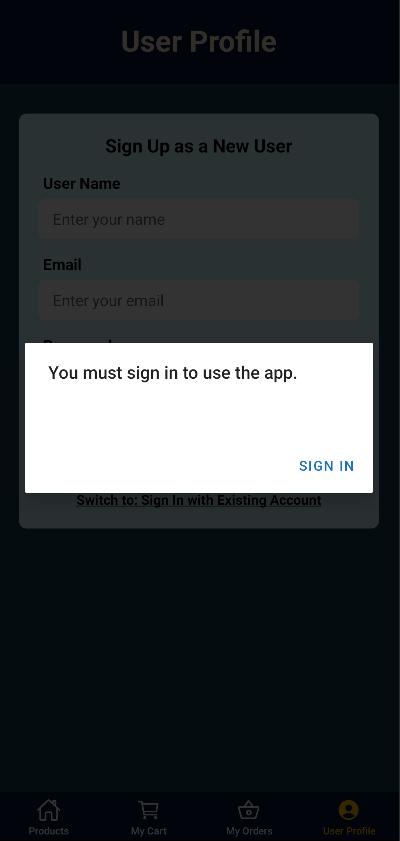 User Profile
Sign Up as a New User
User Name
Enter your name
Email
Enter your email
You must sign in to use the app.
SIGN IN
Switch to: Sign In with Existing Account
Products
My Cart
My Orders
User Profile